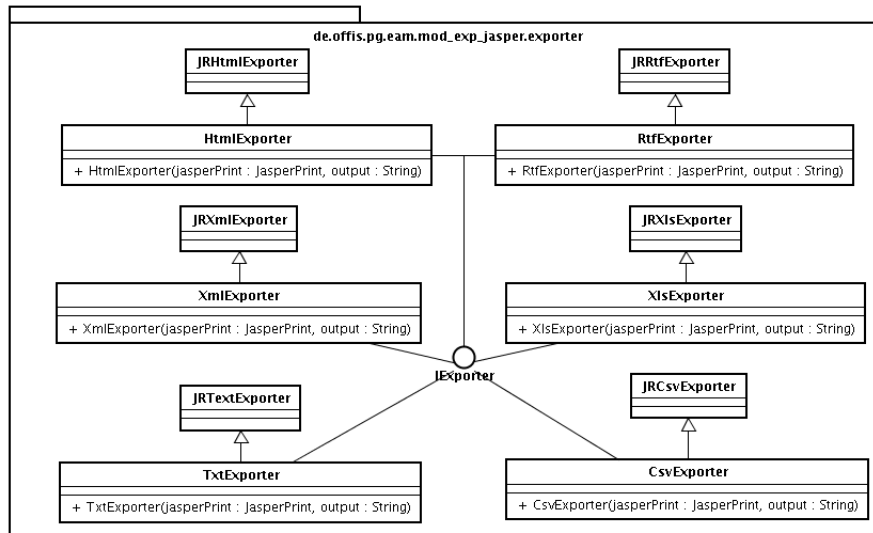 de.offis.pg.eam.mod_exp_jasper.exporter
JRHtmlExporter
JRRtfExporter
HtmlExporter
+ HtmlExporter(jasperPrint : JasperPrint, output : String)
RtfExporter
+ RtfExporter(jasperPrint : JasperPrint, output : String)
JRXmlExporter
JRXlsExporter
XmlExporter
+ XmlExporter(jasperPrint : JasperPrint, output : String)
XlsExporter
+ XlsExporter(jasperPrint : JasperPrint, output : String)
IExporter
JRTextExporter
JRCsvExporter
TxtExporter
+ TxtExporter(jasperPrint : JasperPrint, output : String)
CsvExporter
+ CsvExporter(jasperPrint : JasperPrint, output : String)